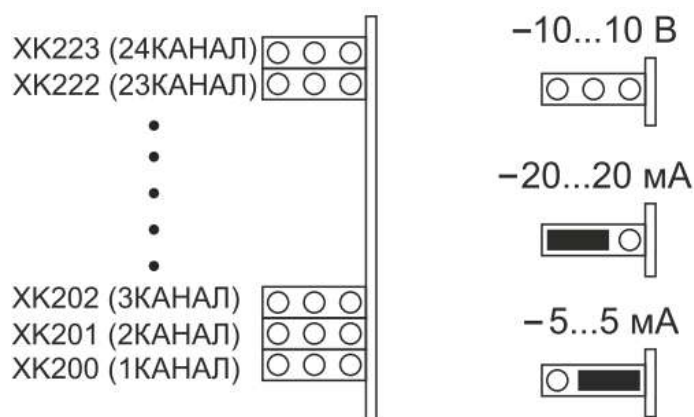 ХК223 (24КАНАЛ)
ХК222 (23КАНАЛ)
ХК202 (3КАНАЛ)
ХК201 (2КАНАЛ)
ХК200 (1КАНАЛ)
−10...10 В
−20...20 мА
−5...5 мА